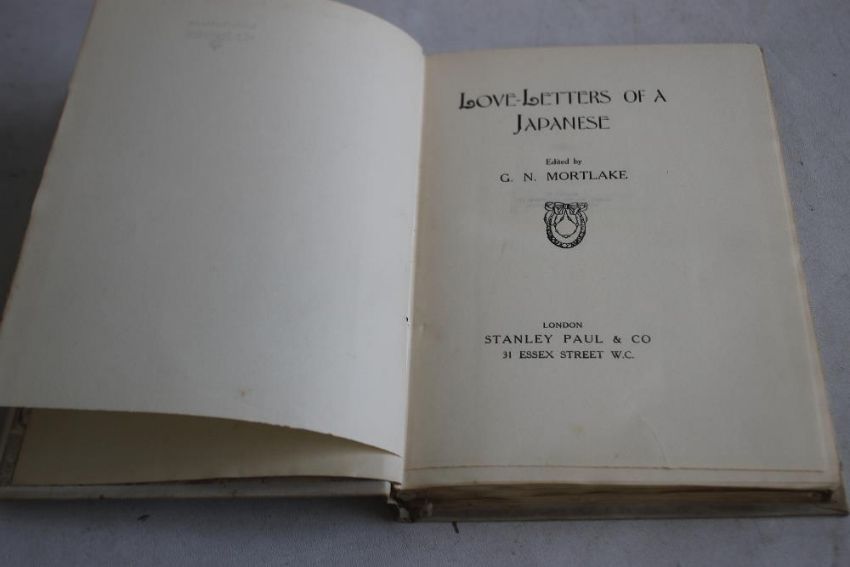 LOVE-LETTERS OF A
JAPANESE
Edited by
G. N. MORTLAKE
LONDON
STANLEY PAUL & CO
31 ESSEX STREET W.C.